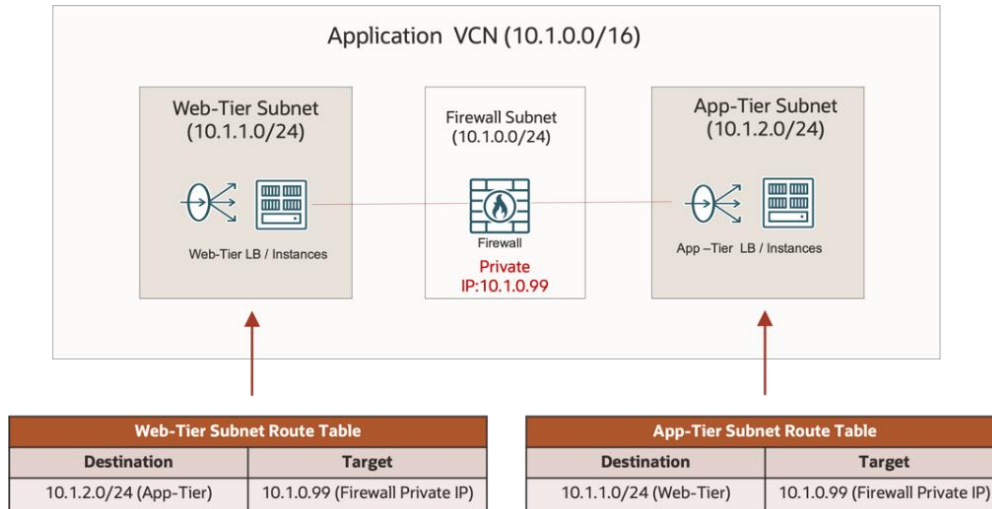 Application VCN (10.1.0.0/16)
Web-Tier Subnet
(10.1.1.0/24)
Web-Tier LB / Instances
Firewall Subnet
(10.1.0.0/24)
Firewall
Private
IP:10.1.0.99
App-Tier Subnet
(10.1.2.0/24)
App –Tier LB / Instances
Web-Tier Subnet Route Table
Destination Target
10.1.2.0/24 (App-Tier) 10.1.0.99 (Firewall Private IP)
App-Tier Subnet Route Table
Destination Target
10.1.1.0/24 (Web-Tier) 10.1.0.99 (Firewall Private IP)